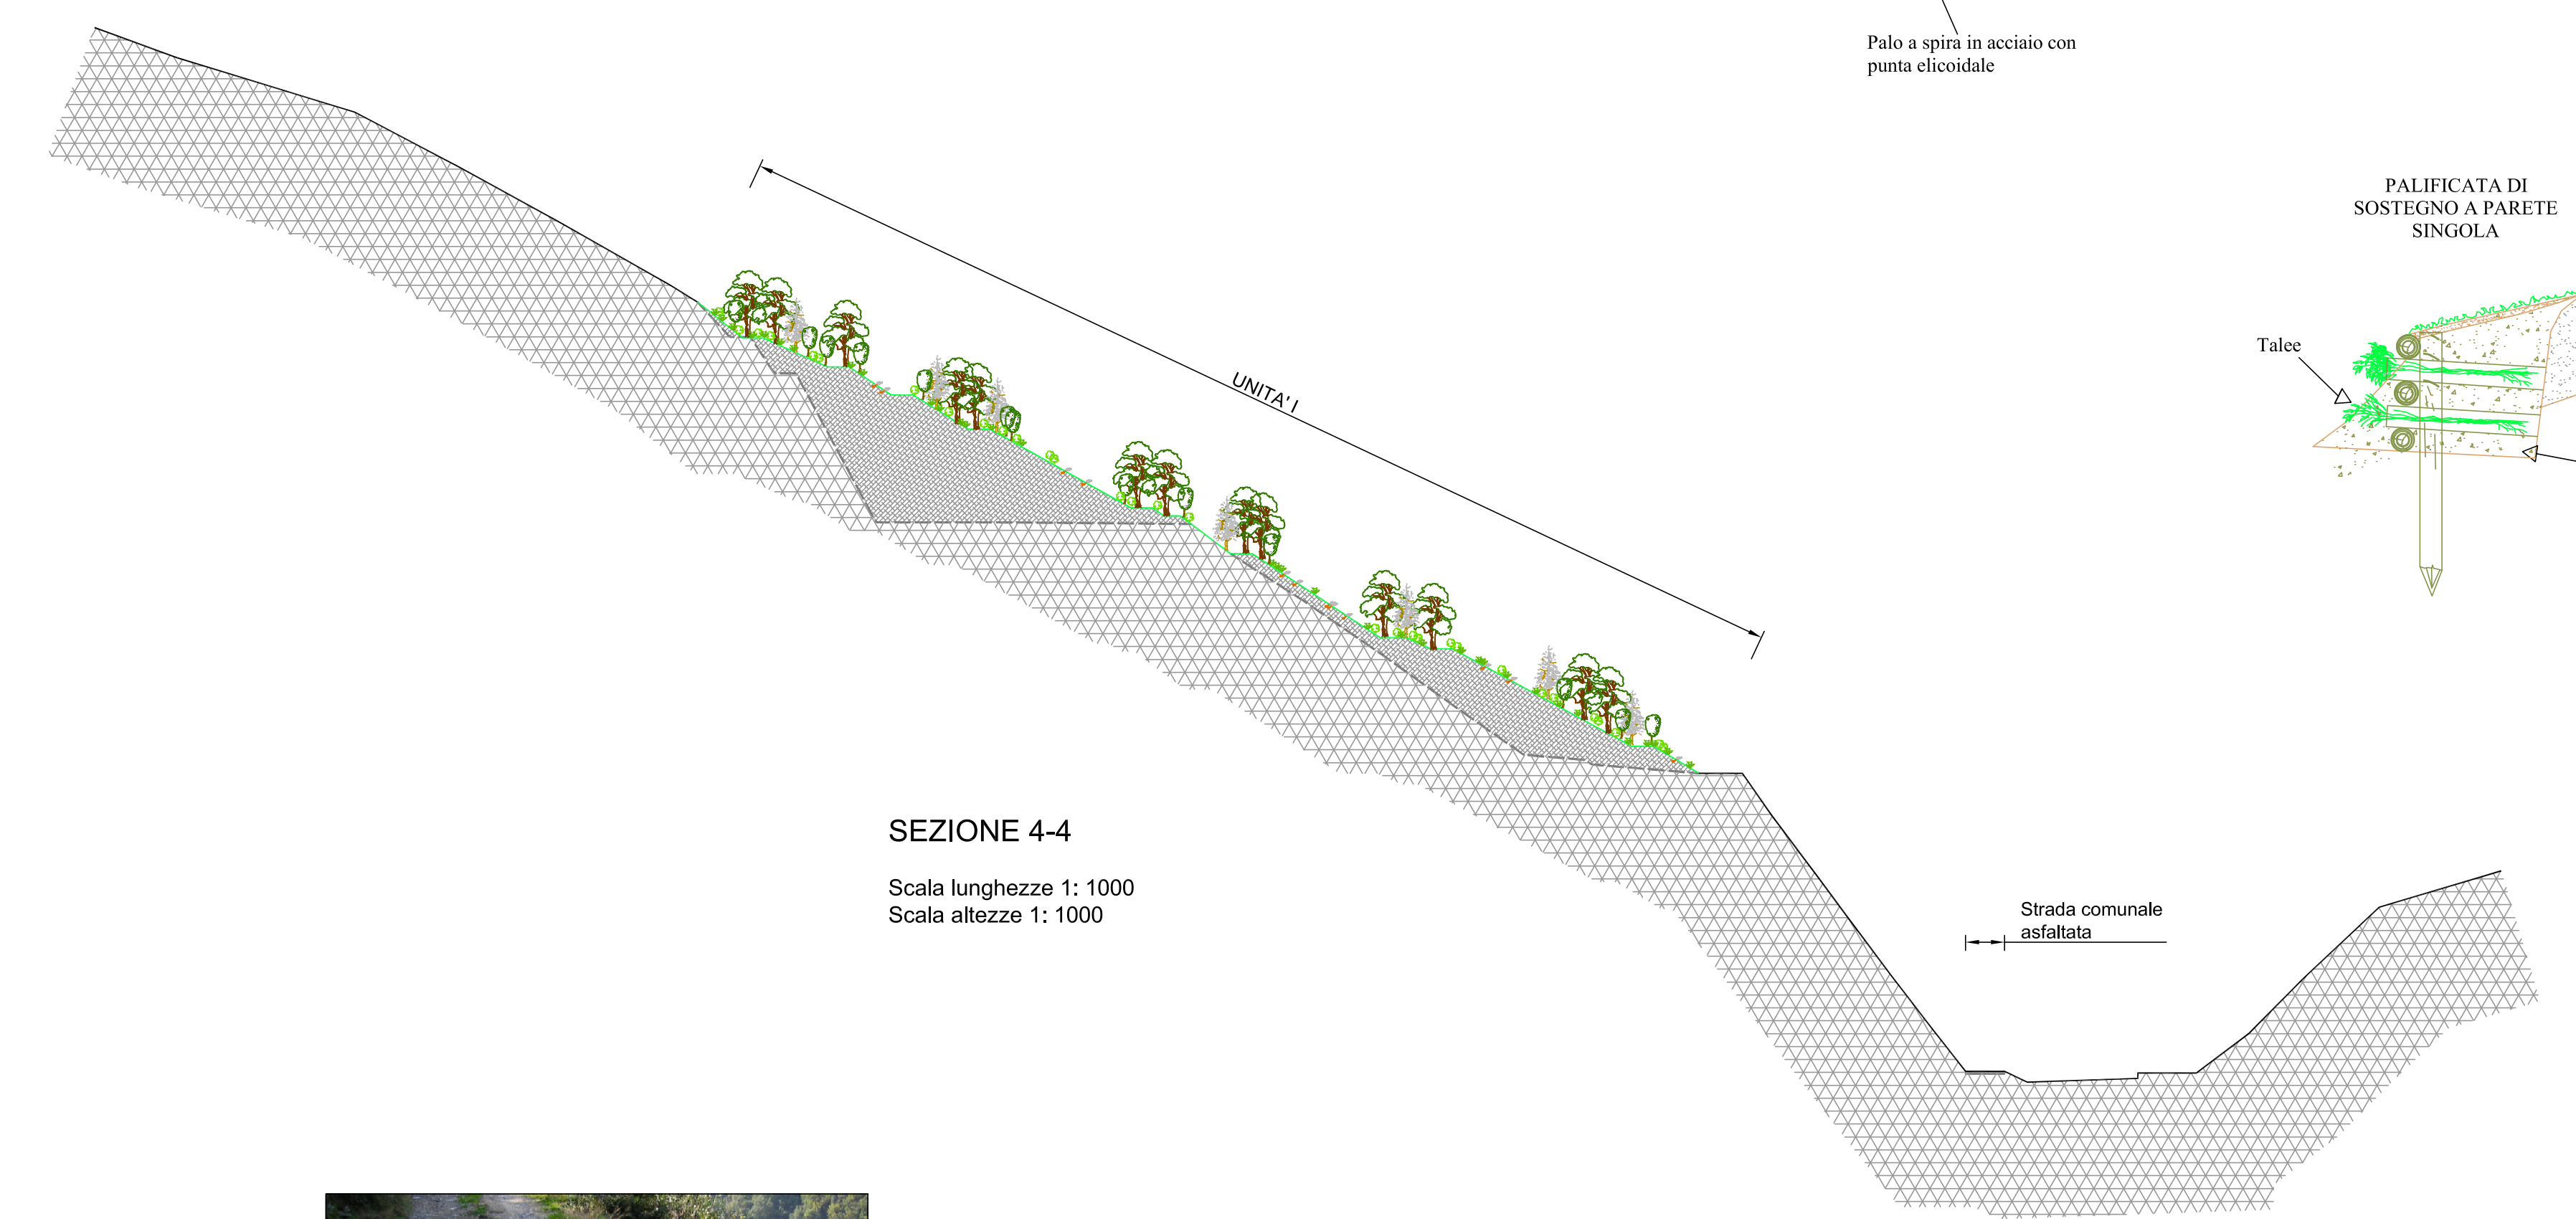 Palo a spira in acciaio con
punta elicoidale
PALIFICATA DI
SOSTEGNO A PARETE
SINGOLA
Talee
UNITA' I
SEZIONE 4-4
Scala lunghezze 1: 1000
Scala altezze 1: 1000
Strada comunale
asfaltata